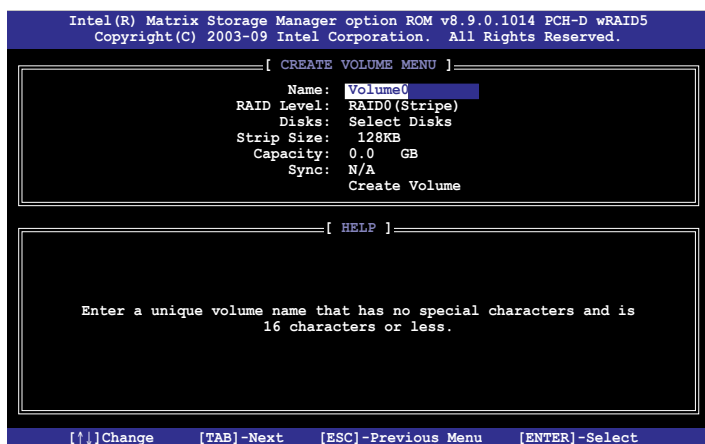 Intel(R) Matrix Storage Manager option ROM v8.9.0.1014 PCH-D wRAID5
Copyright(C) 2003-09 Intel Corporation. All Rights Reserved.
[ CREATE VOLUME MENU ]
Name: Volume0
RAID Level: RAID0(Stripe)
Disks: Select Disks
Strip Size: 128KB
Capacity: 0.0 GB
Sync: N/A
Create Volume
[ HELP ]
Enter a unique volume name that has no special characters and is
16 characters or less.
[↑↓]Change [TAB]-Next [ESC]-Previous Menu [ENTER]-Select